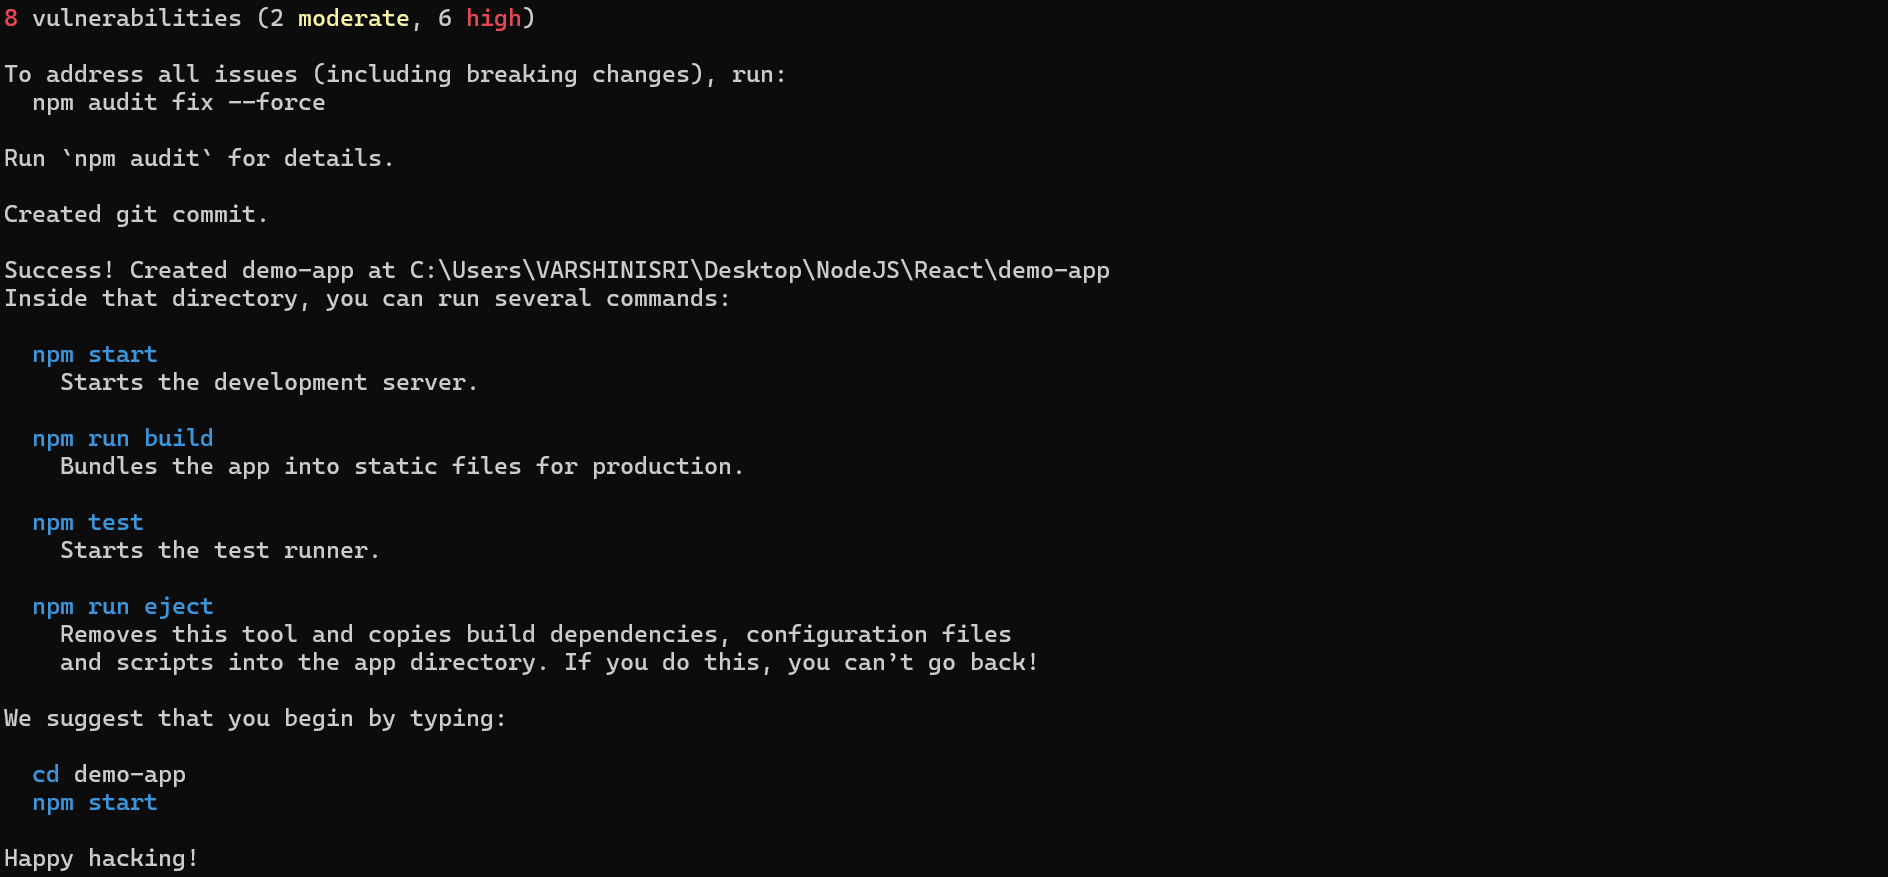 8 vulnerabilities (2 moderate, 6 high)
To address all issues (including breaking changes), run:
npm audit fix --force
Run `npm audit` for details.
Created git commit.
Success! Created demo-app at C:\Users\VARSHINISRI\Desktop\NodeJS\React\demo-app
Inside that directory, you can run several commands:
npm start
Starts the development server.
npm run build
Bundles the app into static files for production.
npm test
Starts the test runner.
npm run eject
Removes this tool and copies build dependencies, configuration files
and scripts into the app directory. If you do this, you can’t go back!
We suggest that you begin by typing:
cd demo-app
npm start
Happy hacking!